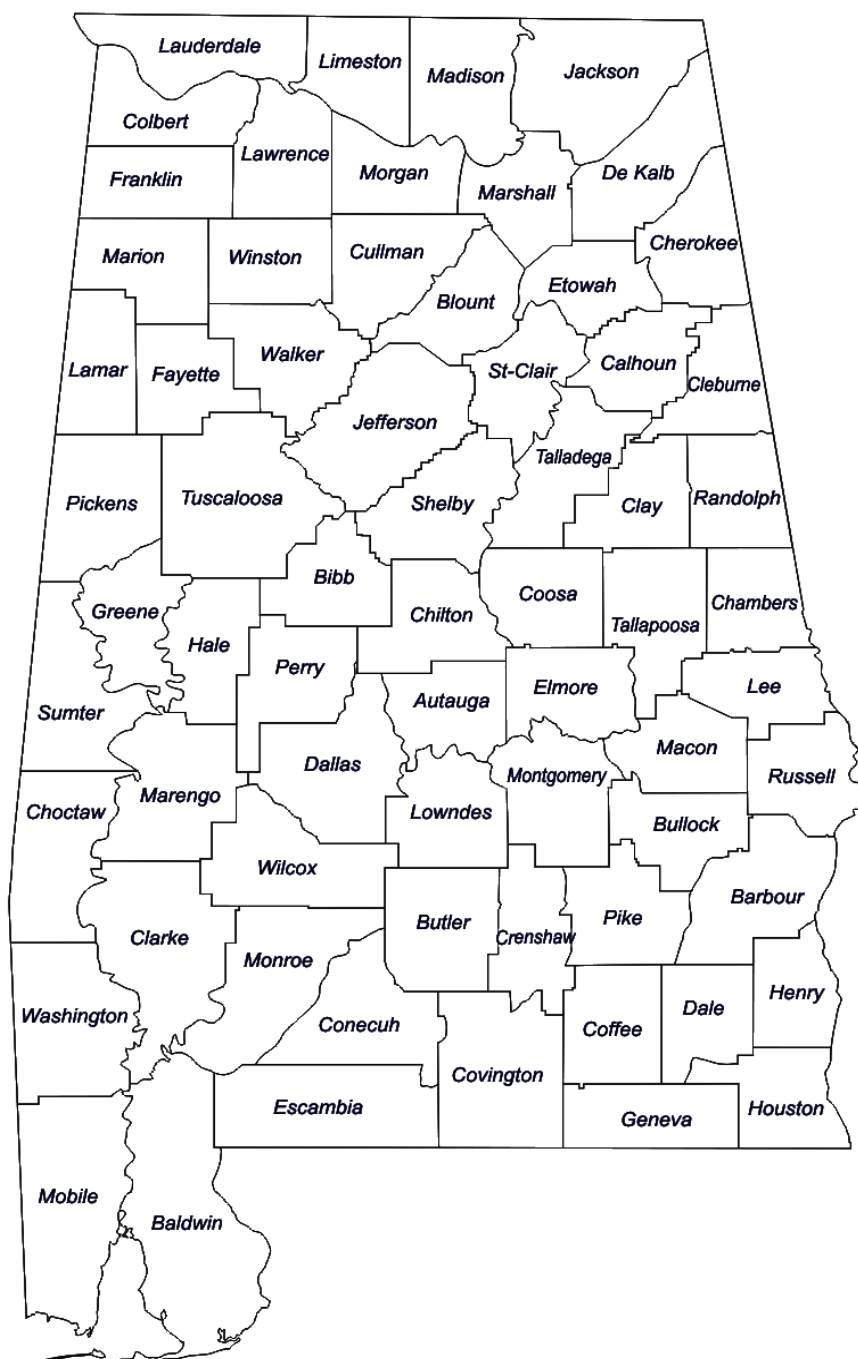 Lauderdale
Limeston
Madison
Jackson
Colbert
Lawrence
Franklin
Morgan
Marshall
De Kalb
Marion
Winston
Cullman
Blount
Etowah
Cherokee
Lamar
Fayette
Walker
Jefferson
St-Clair
Calhoun
Cleburne
Pickens
Tuscaloosa
Shelby
Talladega
Clay
Randolph
Greene
Hale
Bibb
Chilton
Coosa
Tallapoosa
Chambers
Perry
Sumter
Autauga
Elmore
Lee
Marengo
Dallas
Lowndes
Montgomery
Macon
Russell
Choctaw
Bullock
Wilcox
Clarke
Butler
Crenshaw
Pike
Barbour
Monroe
Washington
Conecuh
Covington
Coffee
Dale
Henry
Escambia
Geneva
Houston
Mobile
Baldwin